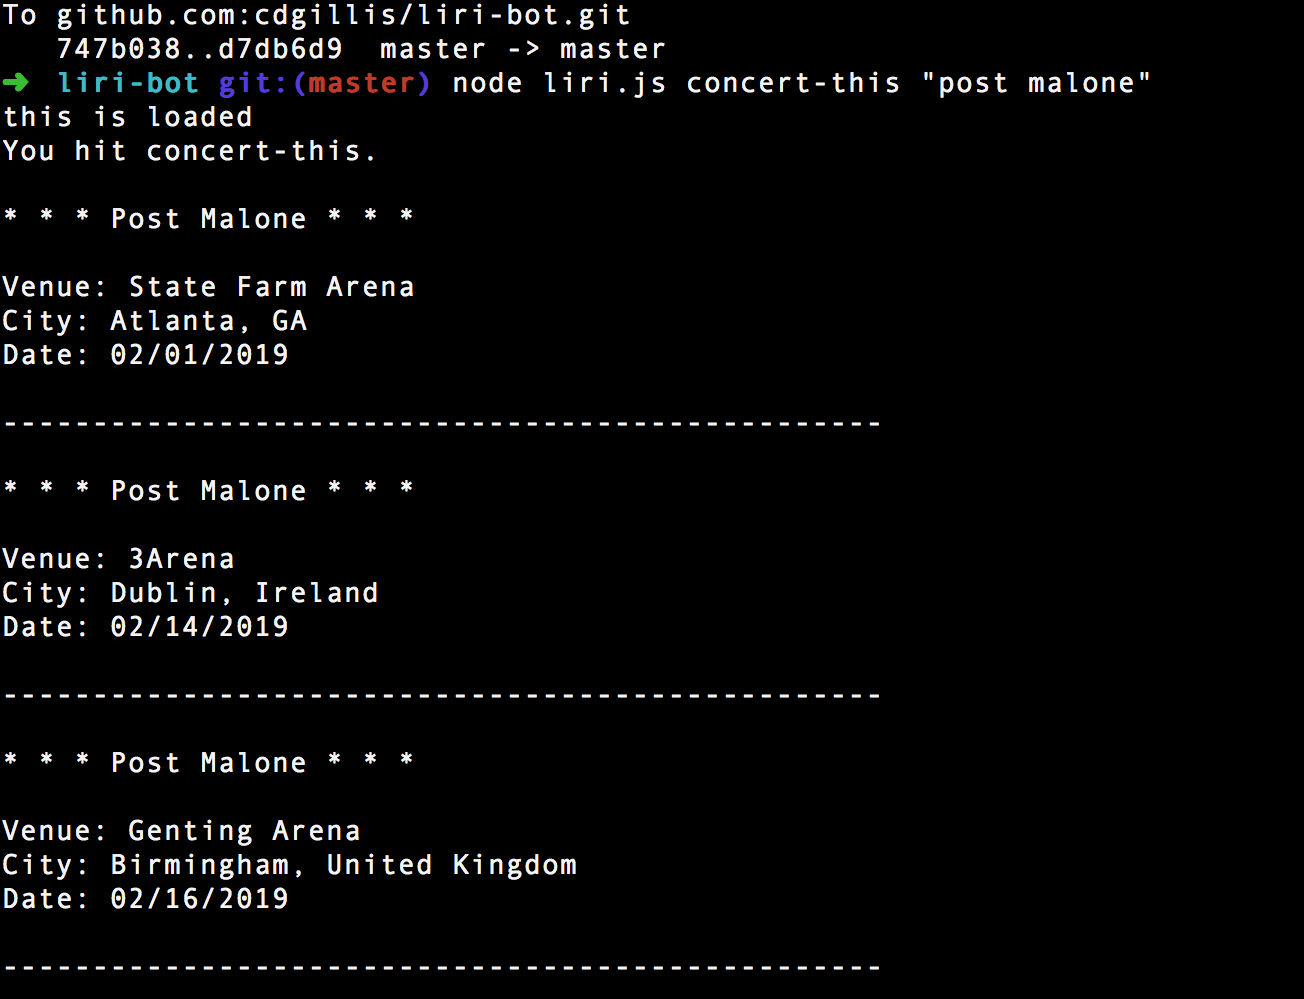 To github.com:cdgillis/liri-bot.git
747b038..d7db6d9  master -> master
➜  liri-bot git:(master) node liri.js concert-this "post malone"
this is loaded
You hit concert-this.
* * * Post Malone * * *
Venue: State Farm Arena
City: Atlanta, GA
Date: 02/01/2019
-------------------------------------------------
* * * Post Malone * * *
Venue: 3Arena
City: Dublin, Ireland
Date: 02/14/2019
-------------------------------------------------
* * * Post Malone * * *
Venue: Genting Arena
City: Birmingham, United Kingdom
Date: 02/16/2019
-------------------------------------------------